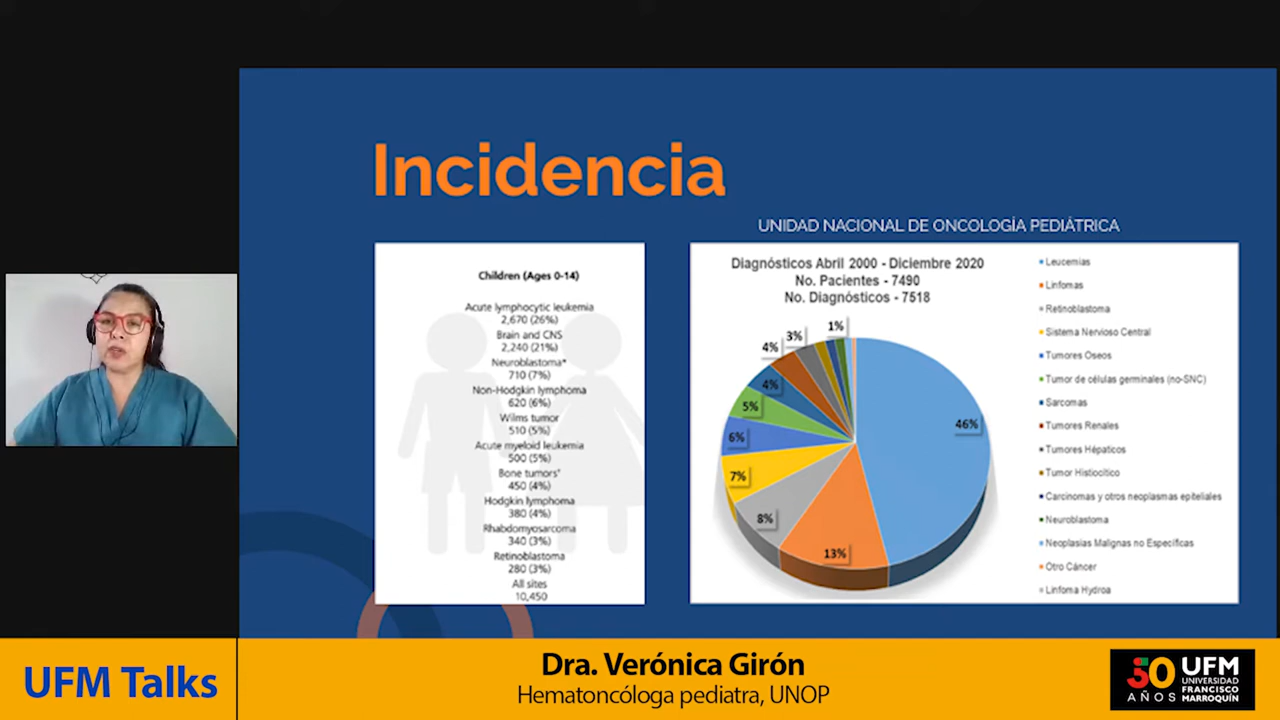 Incidencia
UNIDAD NACIONAL DE ONCOLOGÍA PEDIÁTRICA
Children (Ages 0-14)
Acute lymphocytic leukemia
2,670 (26%)
Brain and CNS
2,240 (21%)
Neuroblastoma*
710 (7%)
Non-Hodgkin lymphoma
620 (6%)
Wilms tumor
510 (5%)
Acute myeloid leukemia
500 (5%)
Bone tumors*
450 (4%)
Hodgkin lymphoma
380 (4%)
Rhabdomyosarcoma
340 (3%)
Retinoblastoma
280 (3%)
All sites
10,450
Diagnósticos Abril 2000 - Diciembre 2020
No. Pacientes - 7490
No. Diagnósticos - 7518
46%
13%
8%
7%
6%
5%
4%
4%
3%
1%
Leucemias
Linfomas
Retinoblastoma
Sistema Nervioso Central
Tumores Oseos
Tumor de células germinales (no-SNC)
Sarcomas
Tumores Renales
Tumores Hépaticos
Tumor Histiocítico
Carcinomas y otros neoplasmas epiteliales
Neuroblastoma
Neoplasias Malignas no Específicas
Otro Cáncer
Linfoma Hydroa
UFM Talks
Dra. Verónica Girón
Hematoncóloga pediatra, UNOP
50 AÑOS
UFM
UNIVERSIDAD
FRANCISCO
MARROQUÍN